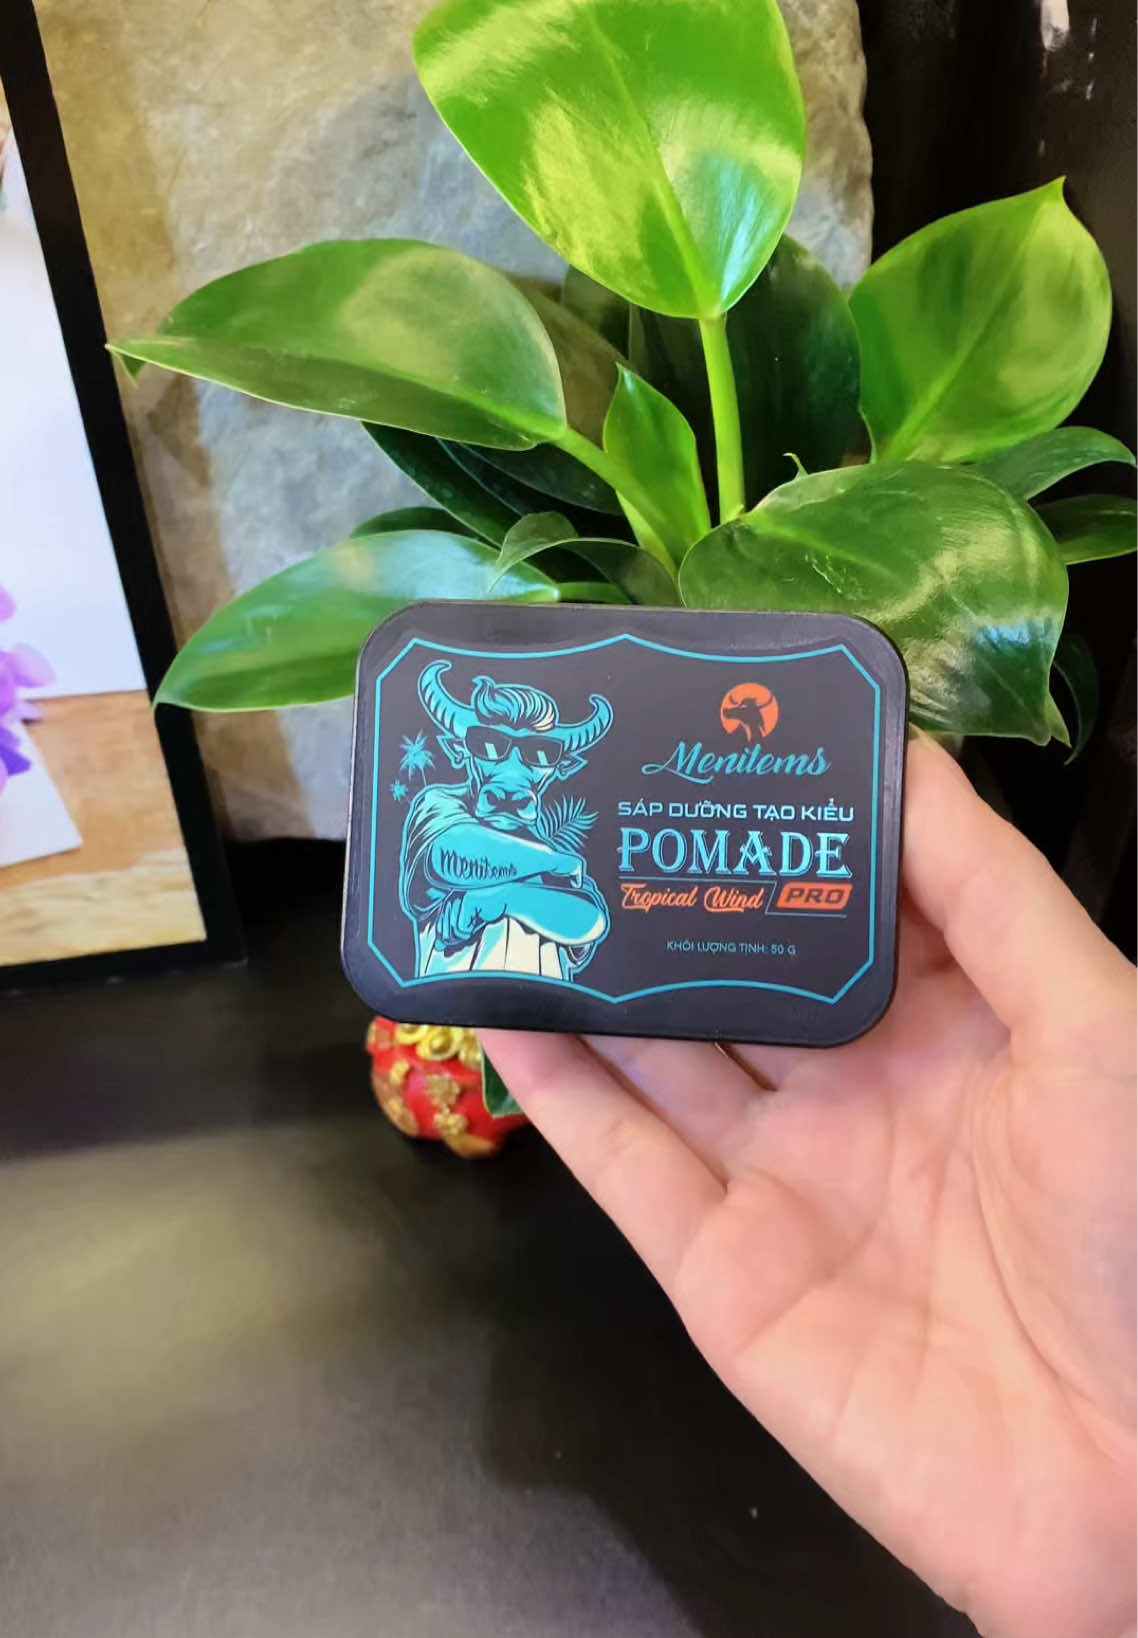 Menitems
SÁP DƯỠNG TẠO KIỂU
POMADE
Tropical Wind PRO
KHỐI LƯỢNG TỊNH: 50 G
Menitems